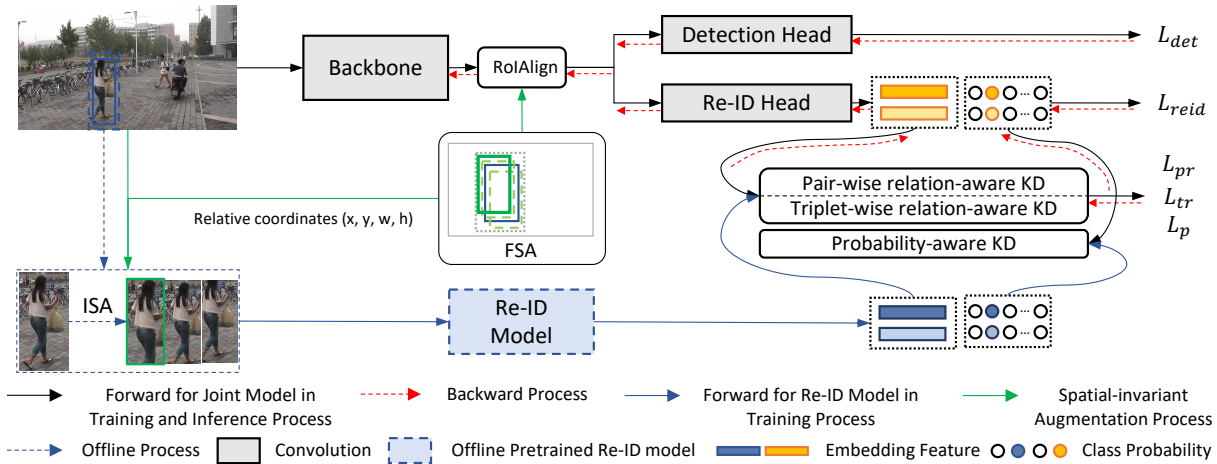 Detection Head
Backbone
RoIAlign
L_det
Re-ID Head
L_reid
Pair-wise relation-aware KD
Triplet-wise relation-aware KD
Probability-aware KD
L_pr
L_tr
L_p
Relative coordinates (x, y, w, h)
FSA
ISA
Re-ID
Model
Forward for Joint Model in
Training and Inference Process
Backward Process
Forward for Re-ID Model in
Training Process
Spatial-invariant
Augmentation Process
Offline Process
Convolution
Offline Pretrained Re-ID model
Embedding Feature
Class Probability